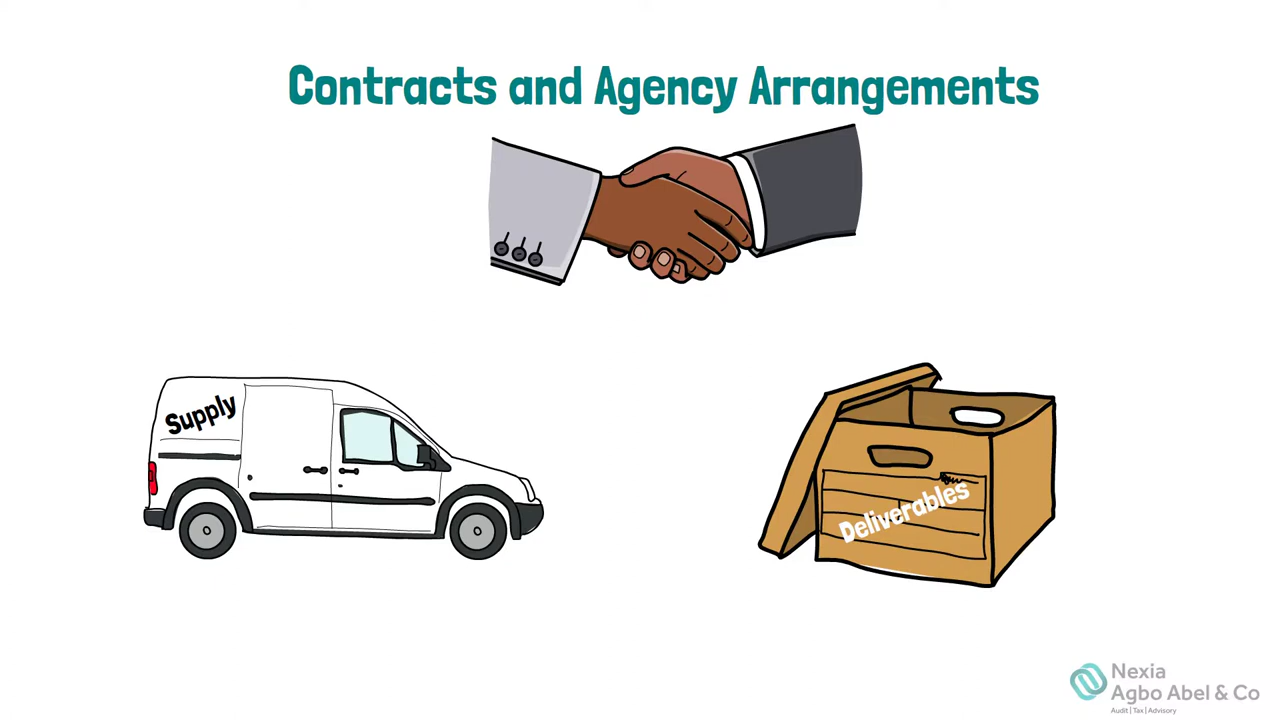 Contracts and Agency Arrangements
Supply
Deliverables
Nexia
Agbo Abel & Co
Audit | Tax | Advisory